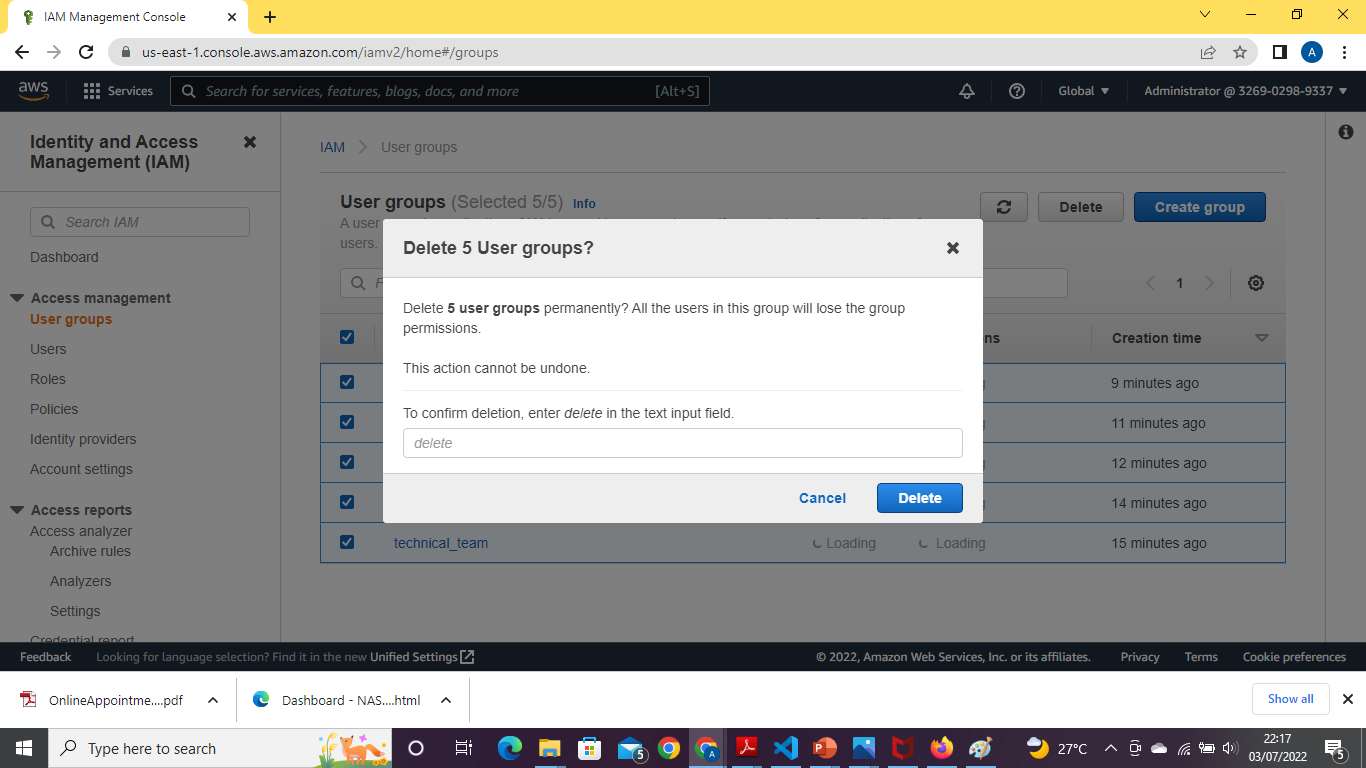 IAM Management Console
us-east-1.console.aws.amazon.com/iamv2/home#/groups
A
aws
Services
Search for services, features, blogs, docs, and more
[Alt+S]
Global
Administrator @ 3269-0298-9337
Identity and Access
Management (IAM)
Search IAM
Dashboard
Access management
User groups
Users
Roles
Policies
Identity providers
Account settings
Access reports
Access analyzer
Archive rules
Analyzers
Settings
Credential report
IAM
User groups
User groups (Selected 5/5) Info
A user
users.
Delete
Create group
1
Creation time
9 minutes ago
11 minutes ago
12 minutes ago
14 minutes ago
technical_team
Loading
Loading
15 minutes ago
Delete 5 User groups?
Delete 5 user groups permanently? All the users in this group will lose the group
permissions.
This action cannot be undone.
To confirm deletion, enter delete in the text input field.
delete
Cancel
Delete
Feedback
Looking for language selection? Find it in the new Unified Settings
© 2022, Amazon Web Services, Inc. or its affiliates.
Privacy
Terms
Cookie preferences
OnlineAppointme....pdf
Dashboard - NAS....html
Show all
Type here to search
5
A
27°C
22:17
03/07/2022
5